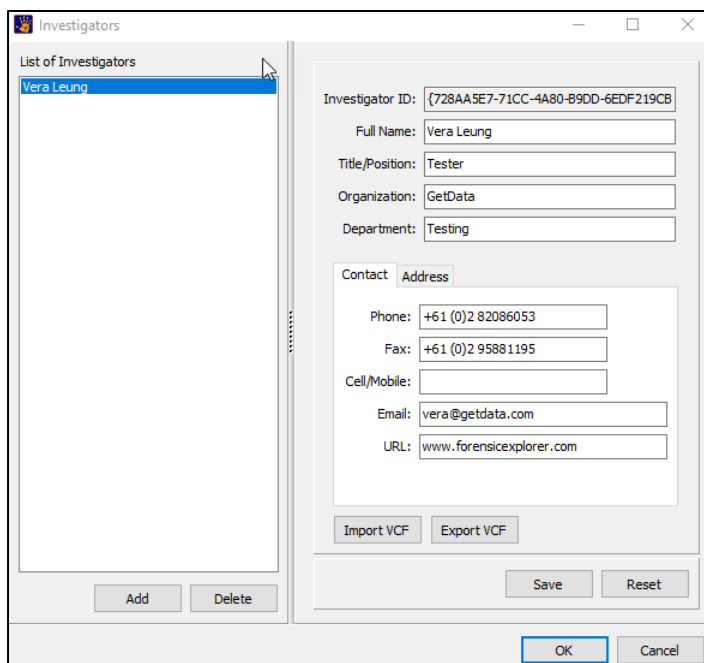 Investigators
List of Investigators
Vera Leung
Add
Delete
Investigator ID: {728AA5E7-71CC-4A80-B9DD-6EDF219CB
Full Name: Vera Leung
Title/Position: Tester
Organization: GetData
Department: Testing
Contact Address
Phone: +61 (0)2 82086053
Fax: +61 (0)2 95881195
Cell/Mobile:
Email: vera@getdata.com
URL: www.forensicexplorer.com
Import VCF Export VCF
Save Reset
OK Cancel